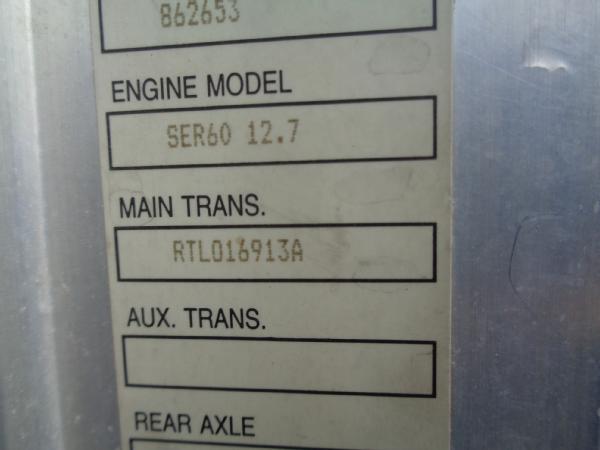 862653
ENGINE MODEL
SER60 12.7
MAIN TRANS.
RTLO16913A
AUX. TRANS.
REAR AXLE